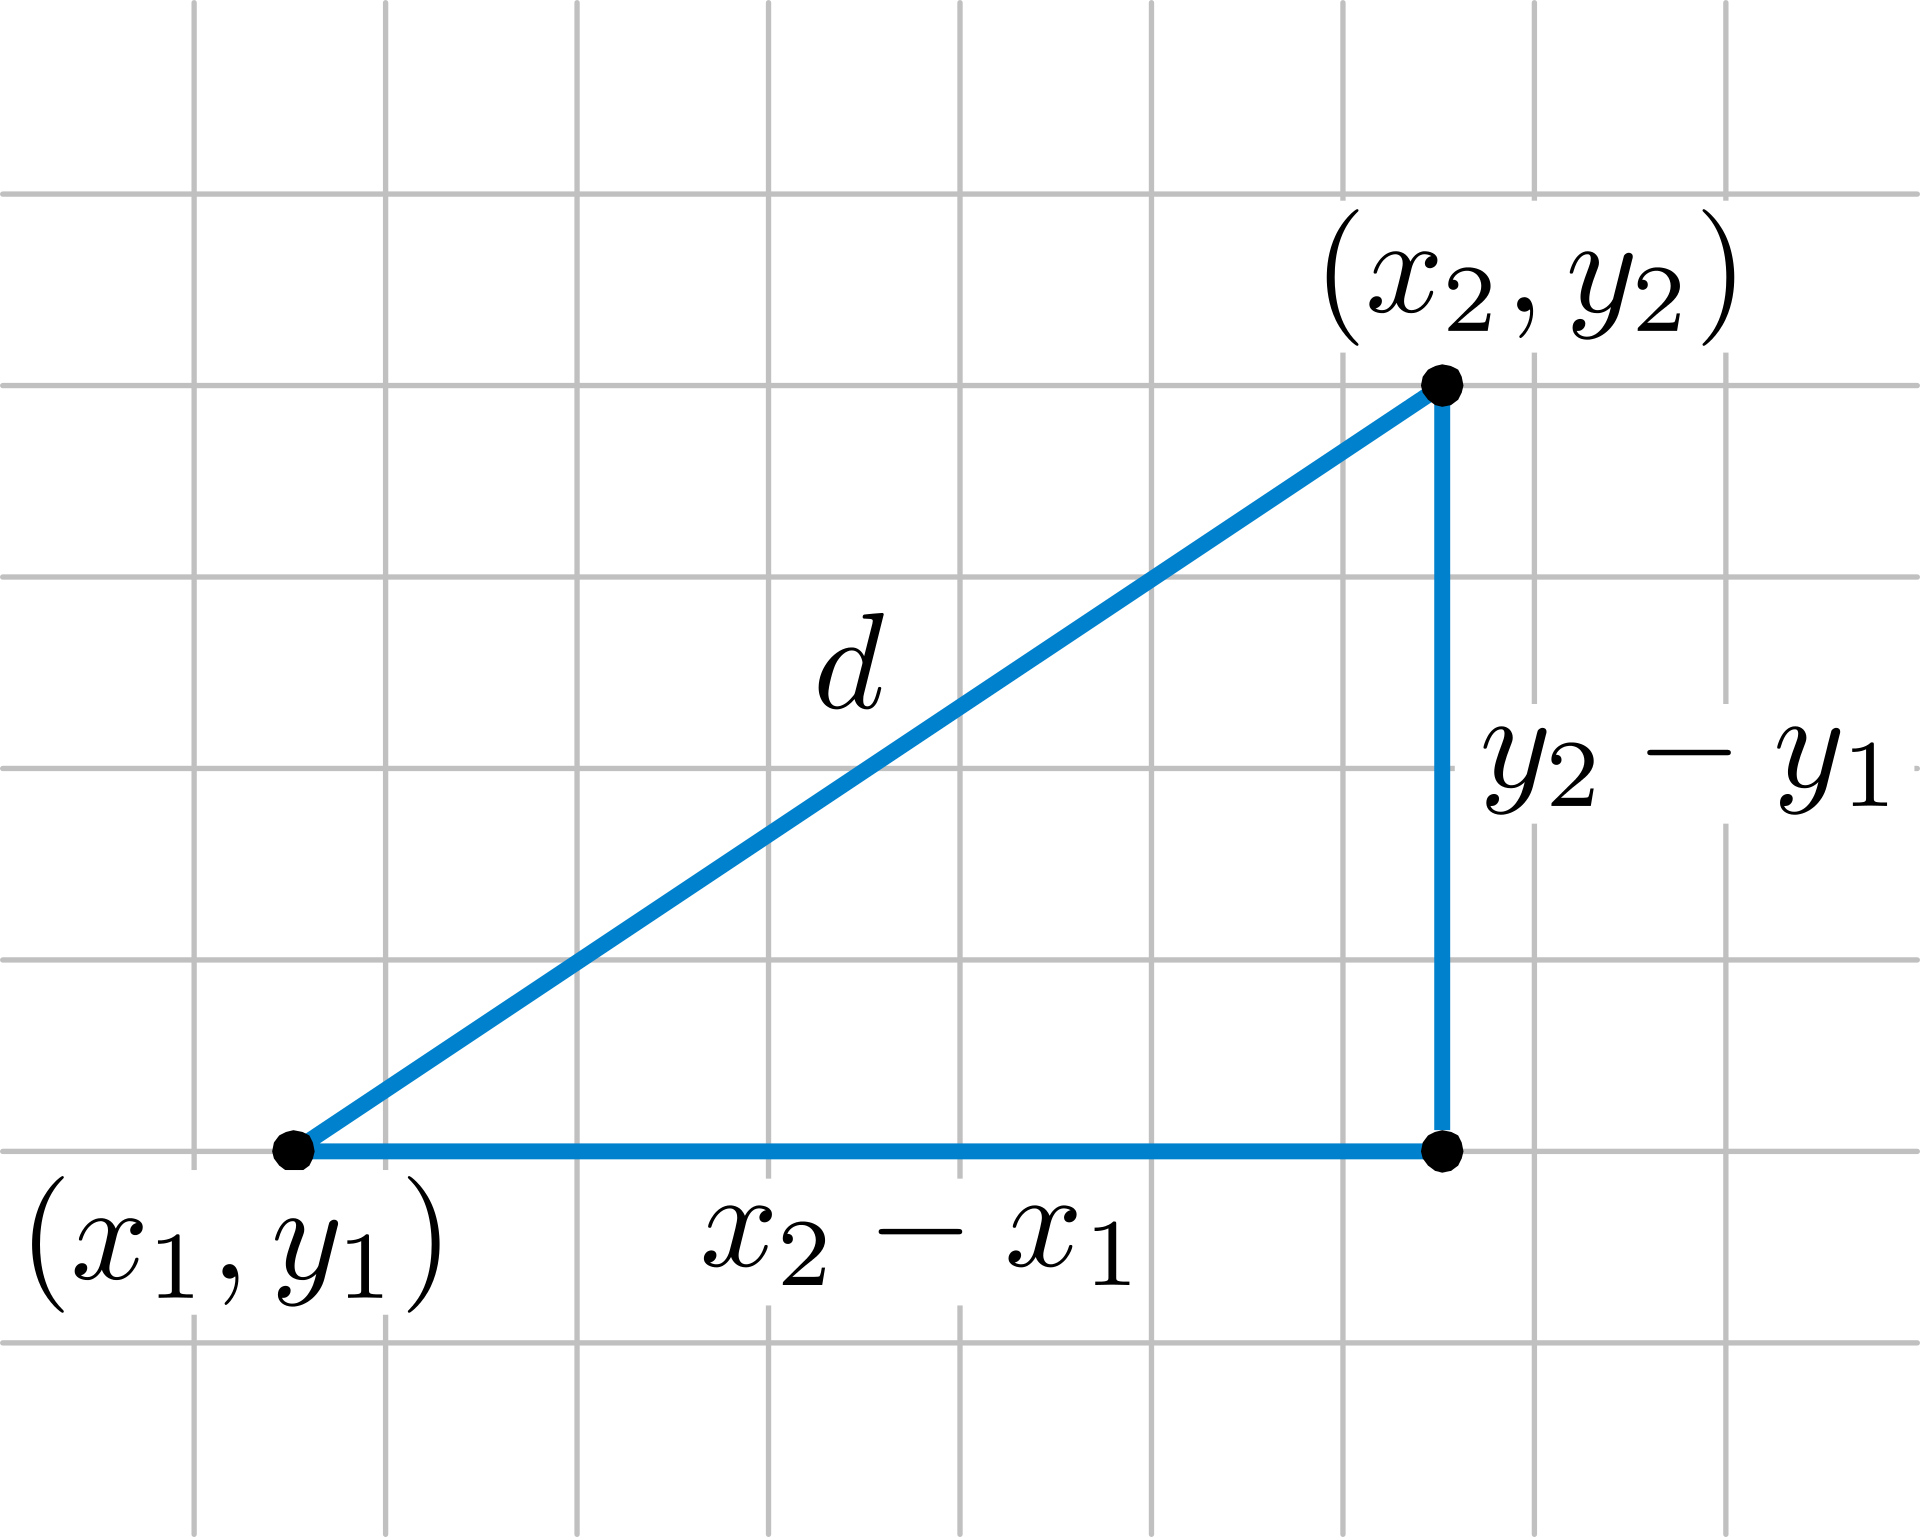 (x₂, y₂)
d
y₂ − y₁
(x₁, y₁)
x₂ − x₁